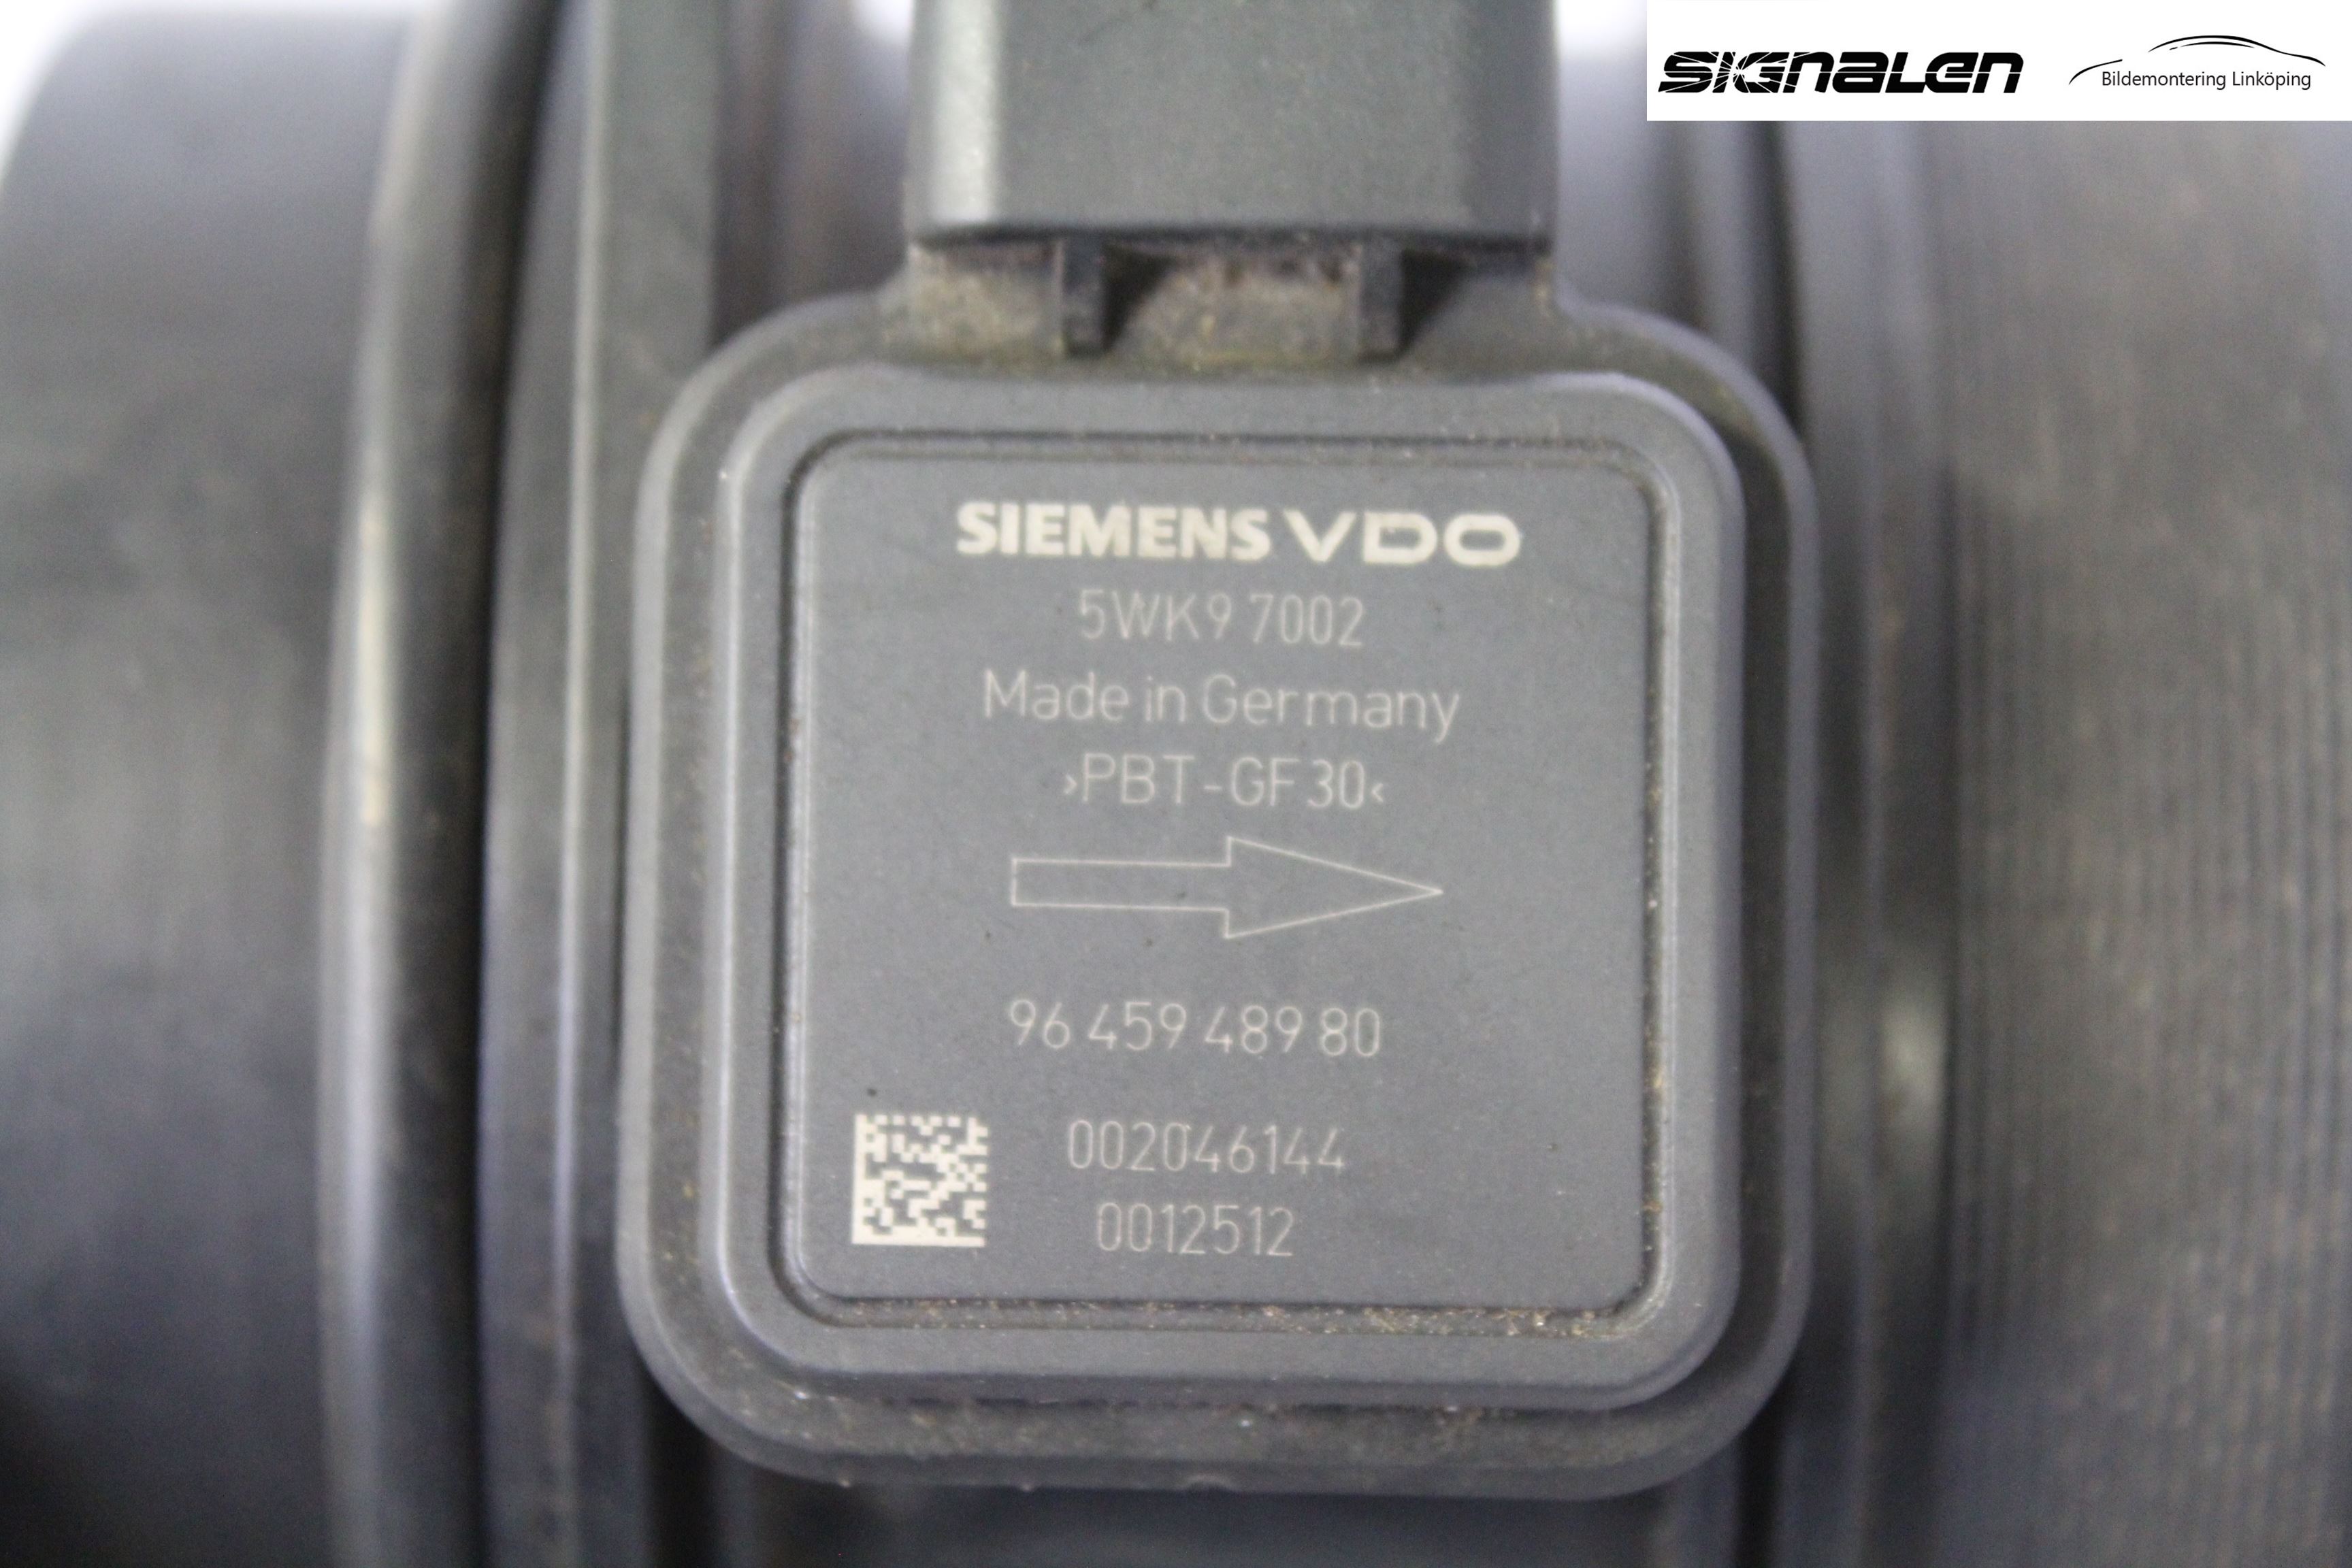 SIGNALEN
Bildemontering Linköping
SIEMENS VDO
5WK9 7002
Made in Germany
›PBT-GF30‹
96 459 489 80
002046144
0012512